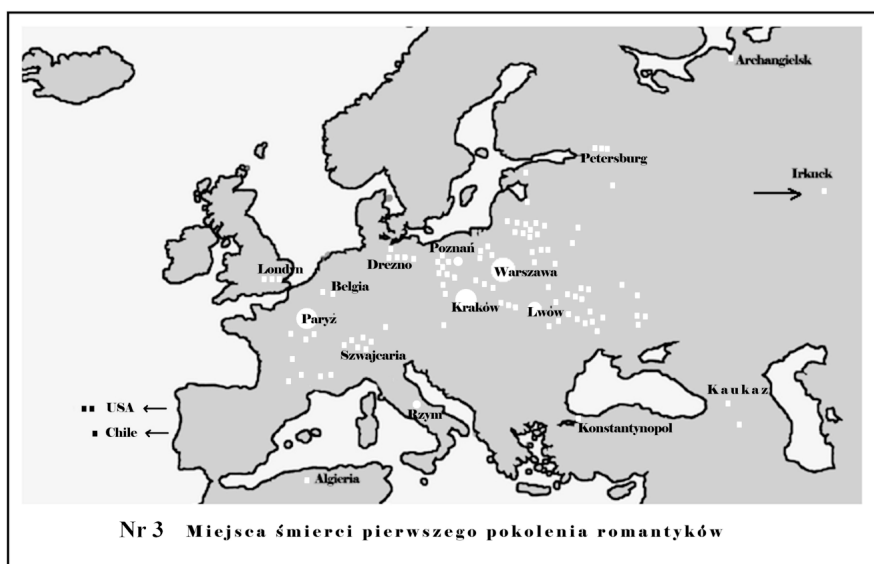 Archangielsk
Petersburg
Irkuck
Poznań
Londyn
Drezno
Warszawa
Belgia
Kraków
Lwów
Paryż
Szwajcaria
Kaukaz
USA
Rzym
Konstantynopol
Chile
Algieria
Nr 3 Miejsca śmierci pierwszego pokolenia romantyków